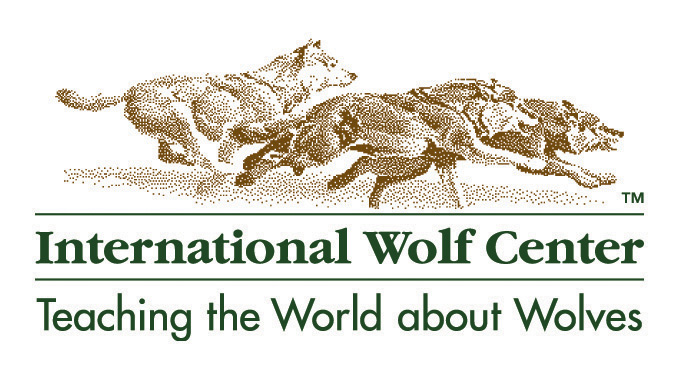 TM
International Wolf Center
Teaching the World about Wolves